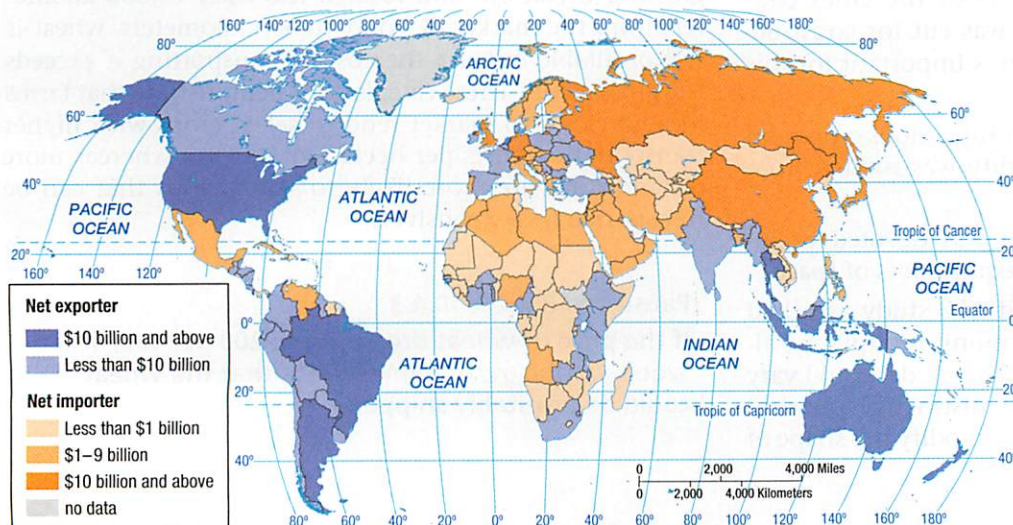 160° 140° 120° 0° 20° 40° 60° 80° 100° 120° 140° 160° 180°
80° 80°
ARCTIC
OCEAN
60° 60°
40° 40°
PACIFIC
OCEAN
ATLANTIC
OCEAN
Tropic of Cancer
20° 20°
160° 140° 120°
PACIFIC
OCEAN
Equator
0° 0°
ATLANTIC
OCEAN
INDIAN
OCEAN
20° 20°
Tropic of Capricorn
40° 40°
Net exporter
$10 billion and above
Less than $10 billion
Net importer
Less than $1 billion
$1–9 billion
$10 billion and above
no data
0 2,000 4,000 Miles
0 2,000 4,000 Kilometers
80° 60° 40° 20° 0° 20° 40° 60° 80° 100° 120° 140° 160°